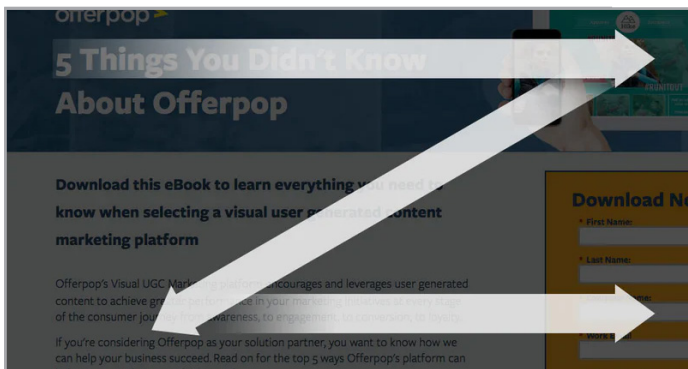 offerpop
5 Things You Didn't Know
About Offerpop
Download this eBook to learn everything you need to
know when selecting a visual user generated content
marketing platform
Offerpop's Visual UGC Marketing platform encourages and leverages user generated
content to achieve greater performance in your marketing initiatives at every stage
of the consumer journey from awareness, to engagement, to conversion, to loyalty.
If you're considering Offerpop as your solution partner, you want to know how we
can help your business succeed. Read on for the top 5 ways Offerpop's platform can
Download No
* First Name:
* Last Name:
* Work Email